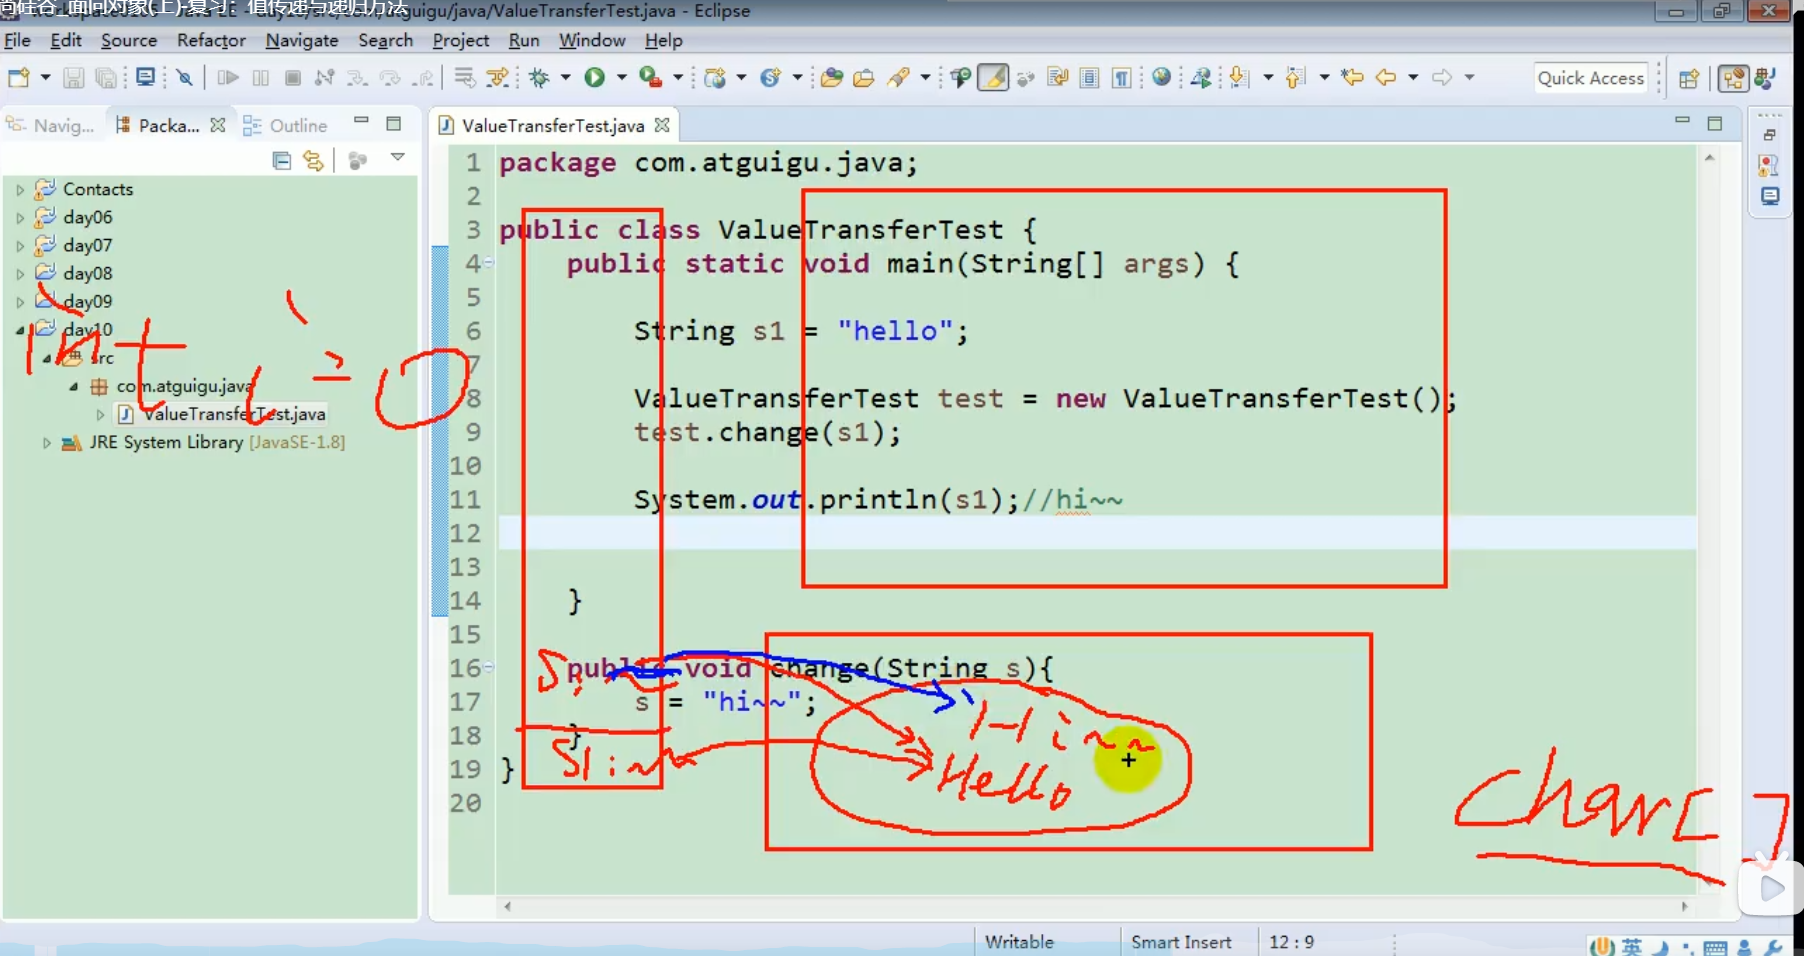 尚硅谷_面向对象(上)-复习：值传递与递归方法
/java/ValueTransferTest.java - Eclipse
File Edit Source Refactor Navigate Search Project Run Window Help
Quick Access
Navig... Packa... Outline
ValueTransferTest.java
Contacts
day06
day07
day08
day09
day10
src
com.atguigu.java
ValueTransferTest.java
JRE System Library [JavaSE-1.8]
int i = 0
1 package com.atguigu.java;
2
3 public class ValueTransferTest {
4 public static void main(String[] args) {
5
6 String s1 = "hello";
7
8 ValueTransferTest test = new ValueTransferTest();
9 test.change(s1);
10
11 System.out.println(s1);//hi~~
12
13
14 }
15
16 public void change(String s){
17 s = "hi~~";
18 }
19 }
20
S:
S1:
Hi~~
Hello
char[]
Writable Smart Insert 12 : 9
英